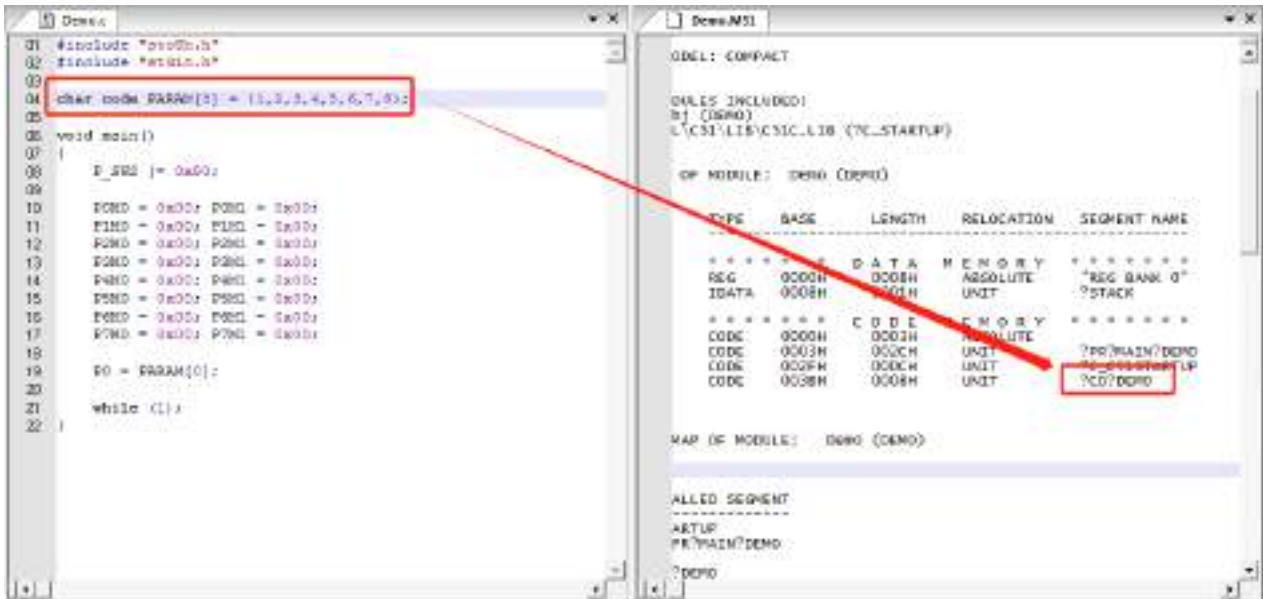 Demo.c
01 #include
02 #include
03
04 char code PARAM[8] = {1,2,3,4,5,6,7,8};
05
06 void main()
07 {
08 P_SW2 |= 0x80;
09
10 P0M0 = 0x00; P0M1 = 0x00;
11 P1M0 = 0x00; P1M1 = 0x00;
12 P2M0 = 0x00; P2M1 = 0x00;
13 P3M0 = 0x00; P3M1 = 0x00;
14 P4M0 = 0x00; P4M1 = 0x00;
15 P5M0 = 0x00; P5M1 = 0x00;
16 P6M0 = 0x00; P6M1 = 0x00;
17 P7M0 = 0x00; P7M1 = 0x00;
18
19 P0 = PARAM[0];
20
21 while (1);
22 }
Demo.M51
ODEL: COMPACT
DULES INCLUDED:
bj (DEMO)
L\C51\LIB\C51C.LIB (?C_STARTUP)
OF MODULE: Demo (DEMO)
TYPE BASE LENGTH RELOCATION SEGMENT NAME
* * * * * * * D A T A M E M O R Y * * * * * * *
REG 0000H 0008H ABSOLUTE "REG BANK 0"
IDATA 0008H 0001H UNIT ?STACK
* * * * * * * C O D E M E M O R Y * * * * * * *
CODE 0000H 0003H ABSOLUTE
CODE 0003H 002CH UNIT ?PR?MAIN?DEMO
CODE 002FH 000CH UNIT ?C_C51STARTUP
CODE 003BH 0008H UNIT ?CO?DEMO
MAP OF MODULE: Demo (DEMO)
ALLED SEGMENT
ARTUP
PR?MAIN?DEMO
?DEMO